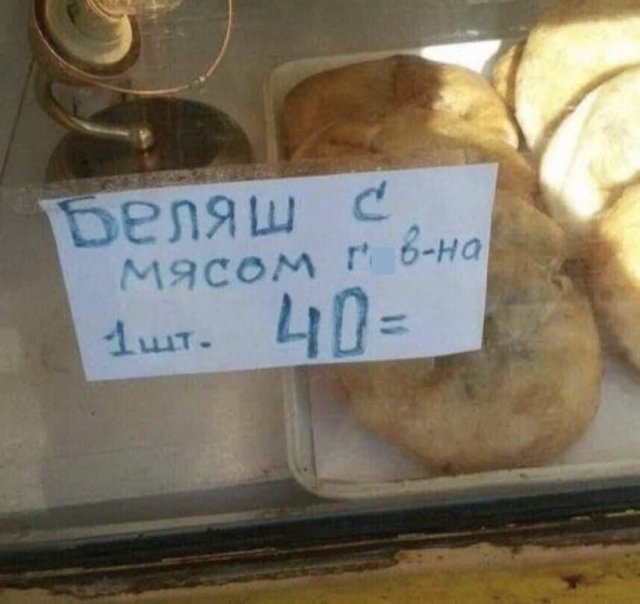 Беляш с
мясом г в-на
1шт. 40=